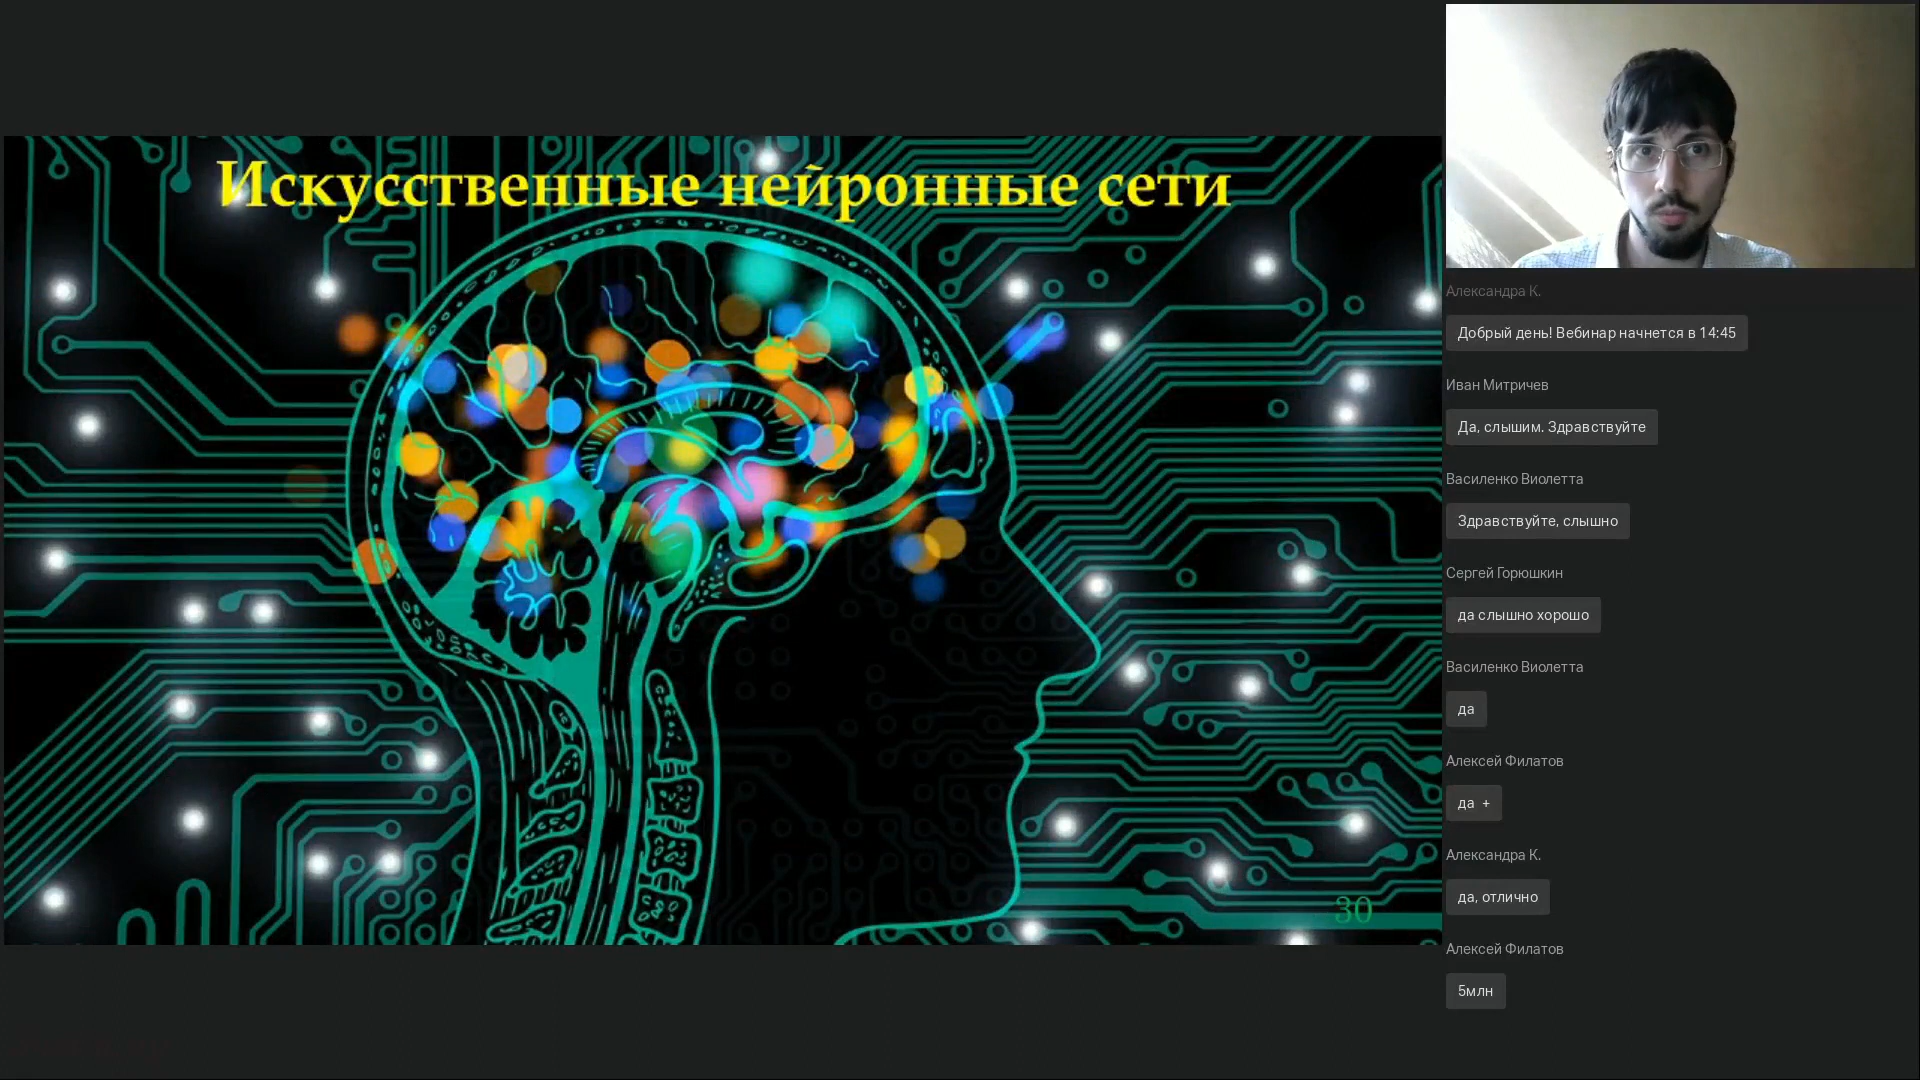 Искусственные нейронные сети
30
Александра К.
Добрый день! Вебинар начнется в 14:45
Иван Митричев
Да, слышим. Здравствуйте
Василенко Виолетта
Здравствуйте, слышно
Сергей Горюшкин
да слышно хорошо
Василенко Виолетта
да
Алексей Филатов
да +
Александра К.
да, отлично
Алексей Филатов
5млн